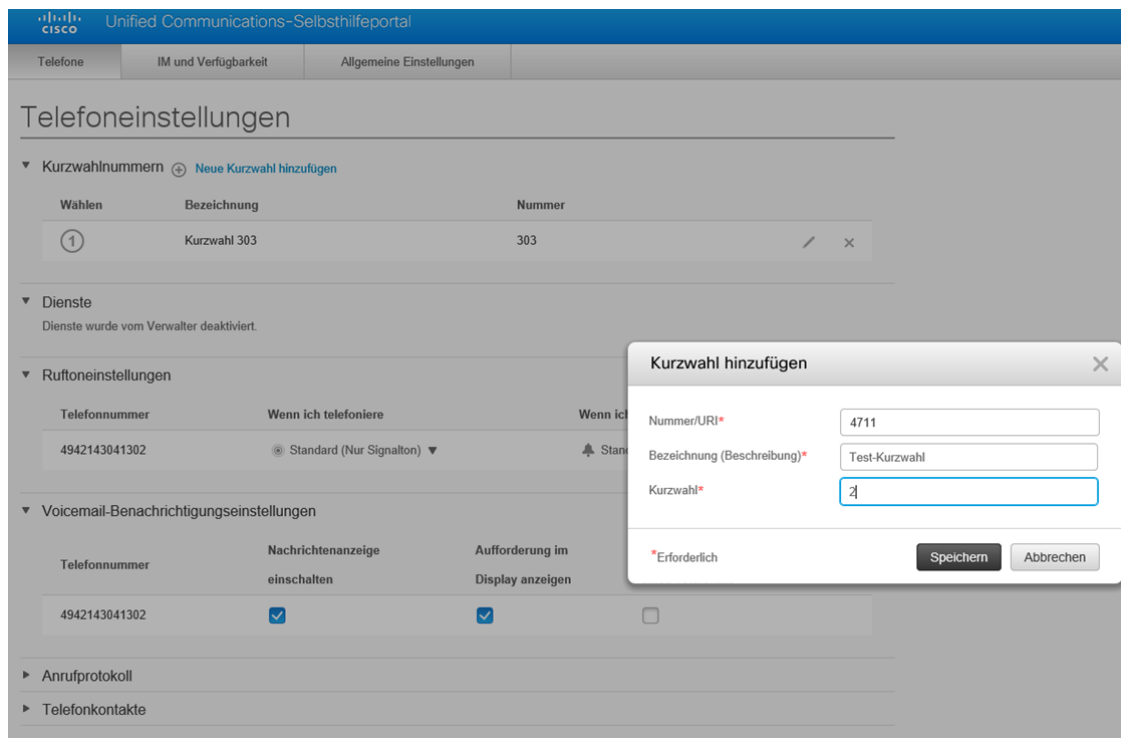 cisco Unified Communications-Selbsthilfeportal
Telefone IM und Verfügbarkeit Allgemeine Einstellungen
Telefoneinstellungen
Kurzwahlnummern Neue Kurzwahl hinzufügen
Wählen Bezeichnung Nummer
1 Kurzwahl 303 303
Dienste
Dienste wurde vom Verwalter deaktiviert.
Ruftoneinstellungen
Telefonnummer Wenn ich telefoniere Wenn ich
4942143041302 Standard (Nur Signalton)
Voicemail-Benachrichtigungseinstellungen
Telefonnummer Nachrichtenanzeige einschalten Aufforderung im Display anzeigen
4942143041302
Anrufprotokoll
Telefonkontakte
Kurzwahl hinzufügen
Nummer/URI* 4711
Bezeichnung (Beschreibung)* Test-Kurzwahl
Kurzwahl* 2
*Erforderlich Speichern Abbrechen